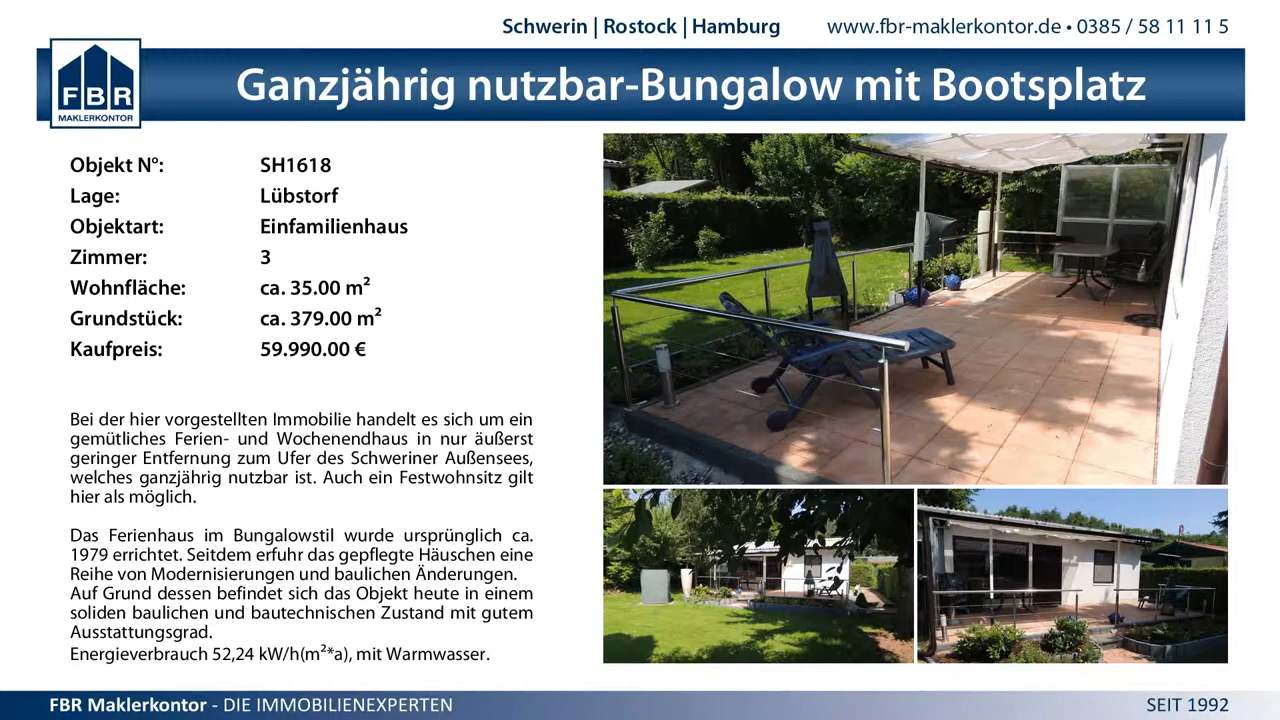 Schwerin | Rostock | Hamburg www.fbr-maklerkontor.de • 0385 / 58 11 11 5
FBR
MAKLERKONTOR
Ganzjährig nutzbar-Bungalow mit Bootsplatz
Objekt N°: SH1618
Lage: Lübstorf
Objektart: Einfamilienhaus
Zimmer: 3
Wohnfläche: ca. 35.00 m²
Grundstück: ca. 379.00 m²
Kaufpreis: 59.990.00 €
Bei der hier vorgestellten Immobilie handelt es sich um ein
gemütliches Ferien- und Wochenendhaus in nur äußerst
geringer Entfernung zum Ufer des Schweriner Außensees,
welches ganzjährig nutzbar ist. Auch ein Festwohnsitz gilt
hier als möglich.
Das Ferienhaus im Bungalowstil wurde ursprünglich ca.
1979 errichtet. Seitdem erfuhr das gepflegte Häuschen eine
Reihe von Modernisierungen und baulichen Änderungen.
Auf Grund dessen befindet sich das Objekt heute in einem
soliden baulichen und bautechnischen Zustand mit gutem
Ausstattungsgrad.
Energieverbrauch 52,24 kW/h(m²*a), mit Warmwasser.
FBR Maklerkontor - DIE IMMOBILIENEXPERTEN SEIT 1992